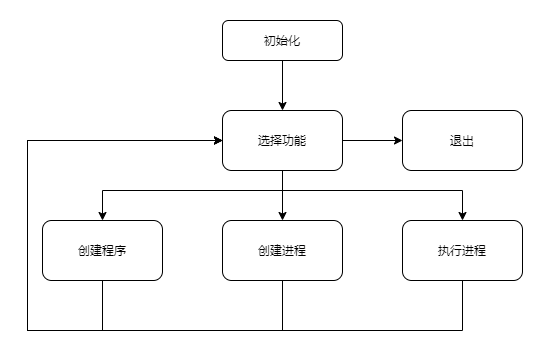 初始化
选择功能
退出
创建程序
创建进程
执行进程